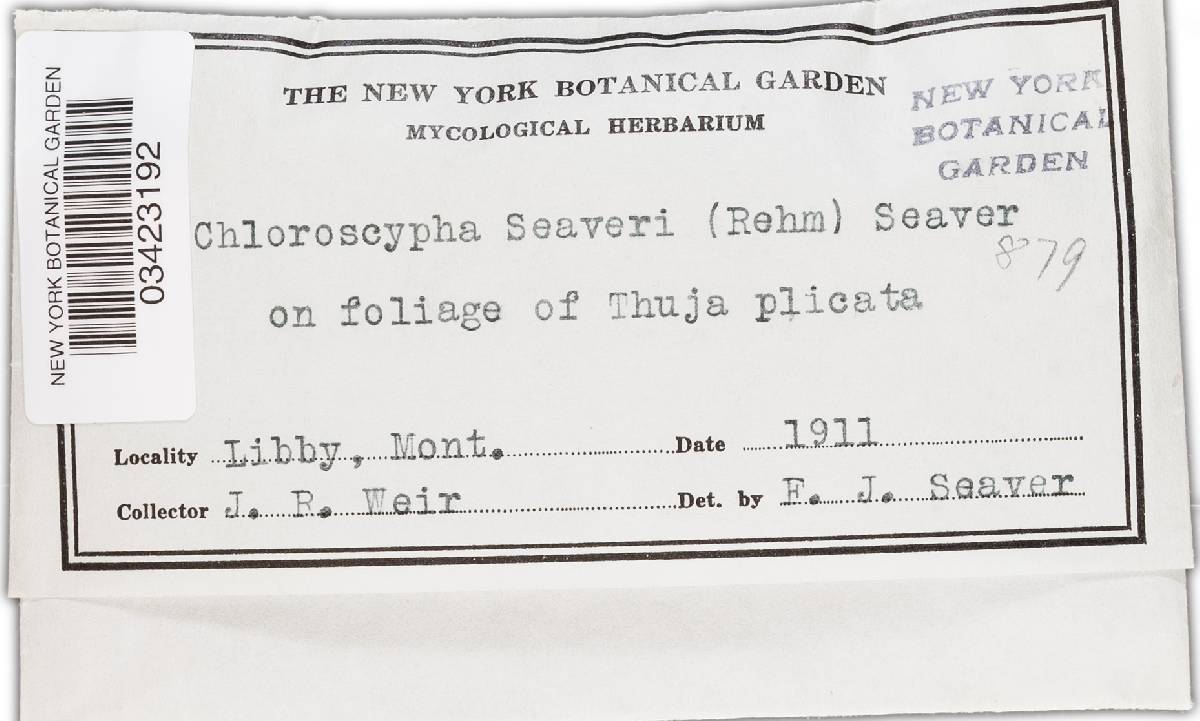 THE NEW YORK BOTANICAL GARDEN
MYCOLOGICAL HERBARIUM
NEW YORK
BOTANICAL
GARDEN
NEW YORK BOTANICAL GARDEN
03423192
Chloroscypha Seaveri (Rehm) Seaver
879
on foliage of Thuja plicata
Locality Libby, Mont. Date 1911
Collector J. R. Weir Det. by F. J. Seaver